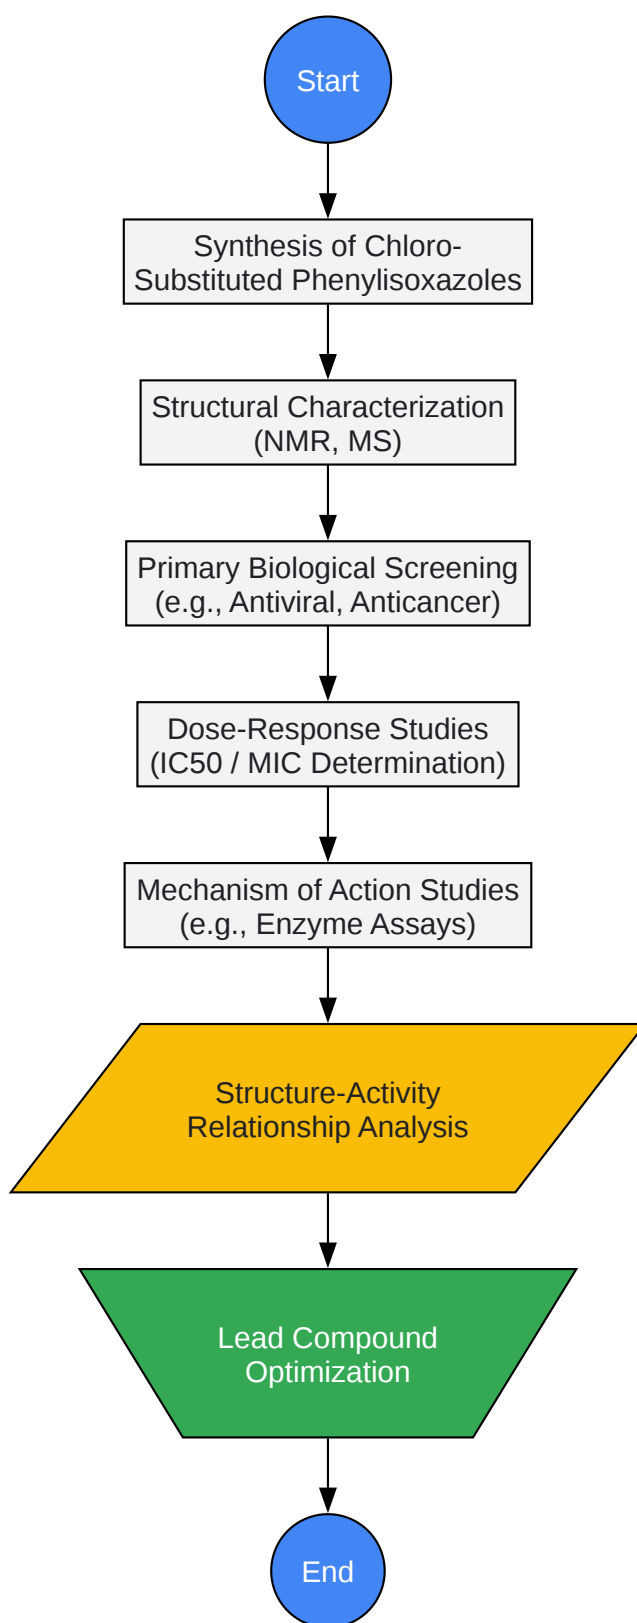 Start
Synthesis of Chloro-
Substituted Phenylisoxazoles
Structural Characterization
(NMR, MS)
Primary Biological Screening
(e.g., Antiviral, Anticancer)
Dose-Response Studies
(IC50 / MIC Determination)
Mechanism of Action Studies
(e.g., Enzyme Assays)
Structure-Activity
Relationship Analysis
Lead Compound
Optimization
End